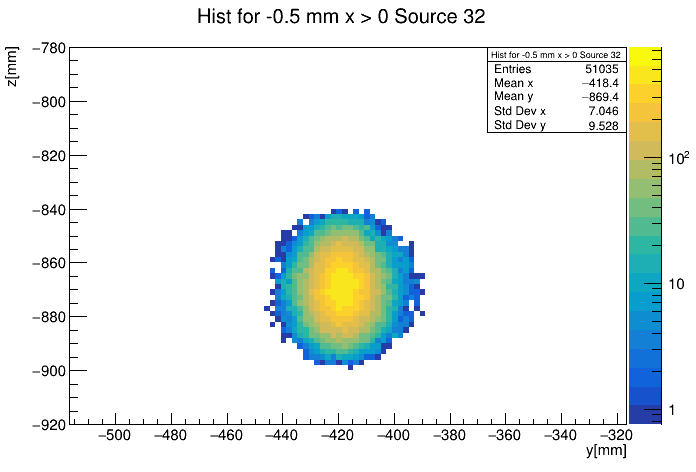 Hist for -0.5 mm x > 0 Source 32
z[mm]
−780
−800
−820
−840
−860
−880
−900
−920
Hist for -0.5 mm x > 0 Source 32
Entries 51035
Mean x −418.4
Mean y −869.4
Std Dev x 7.046
Std Dev y 9.528
10²
10
1
−500 −480 −460 −440 −420 −400 −380 −360 −340 −320
y[mm]